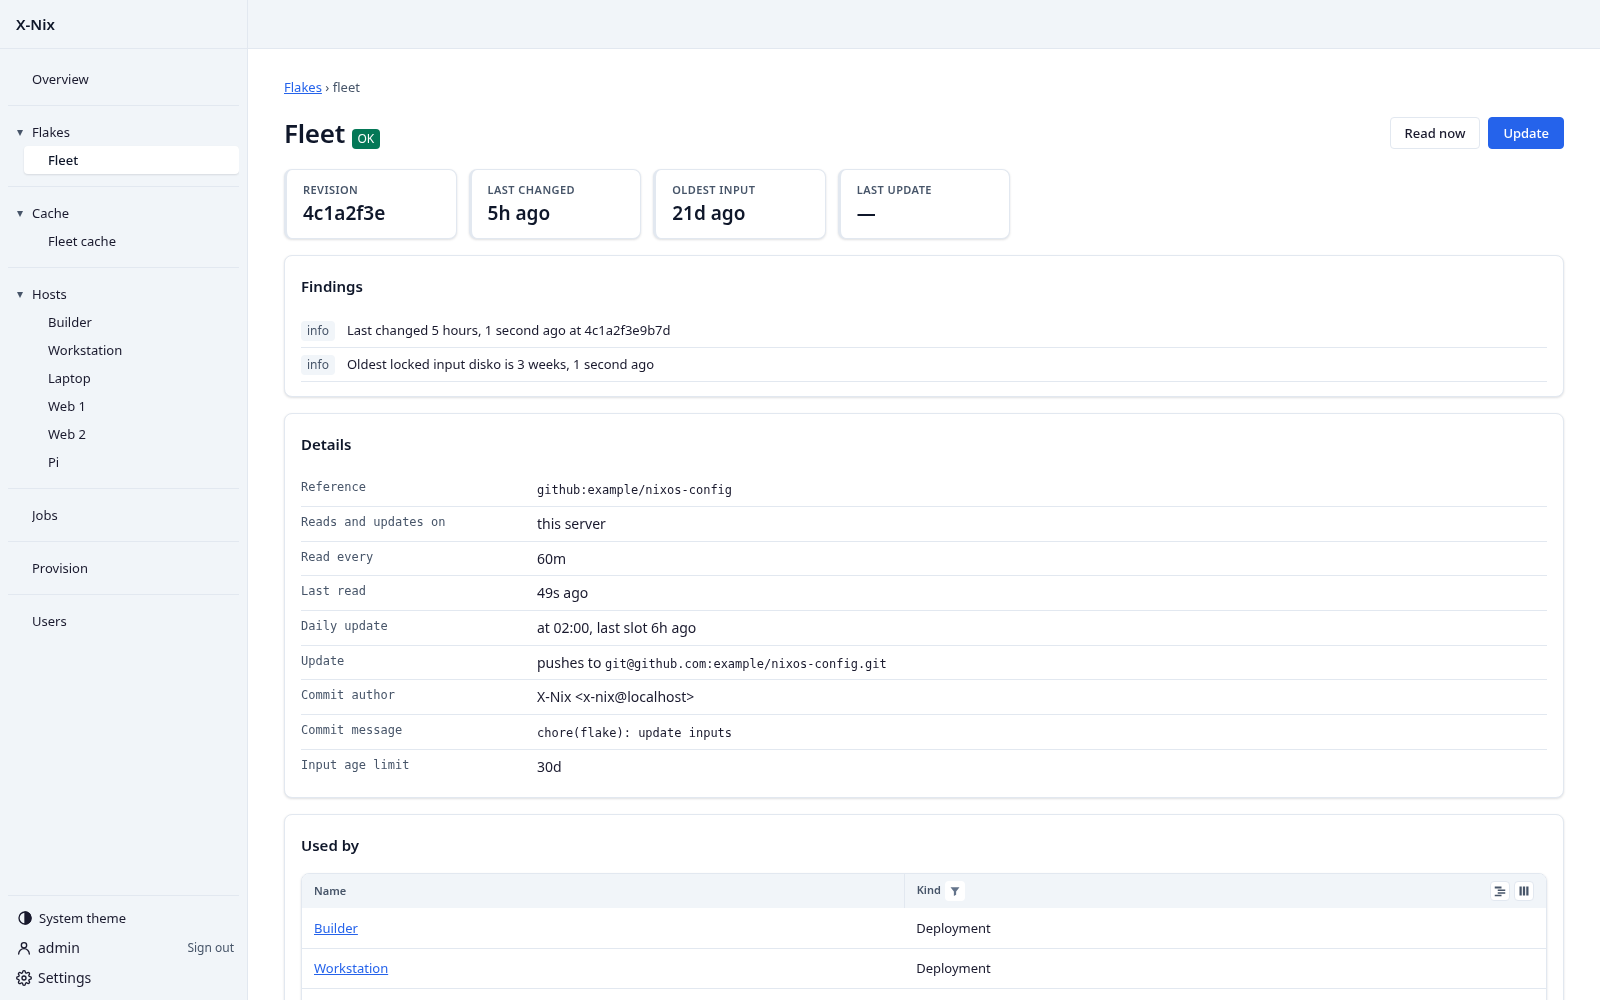 X-Nix
Overview
Flakes
Fleet
Cache
Fleet cache
Hosts
Builder
Workstation
Laptop
Web 1
Web 2
Pi
Jobs
Provision
Users
System theme
admin
Sign out
Settings
Flakes › fleet
Fleet OK
Read now
Update
REVISION
4c1a2f3e
LAST CHANGED
5h ago
OLDEST INPUT
21d ago
LAST UPDATE
—
Findings
info Last changed 5 hours, 1 second ago at 4c1a2f3e9b7d
info Oldest locked input disko is 3 weeks, 1 second ago
Details
Reference github:example/nixos-config
Reads and updates on this server
Read every 60m
Last read 49s ago
Daily update at 02:00, last slot 6h ago
Update pushes to git@github.com:example/nixos-config.git
Commit author X-Nix <x-nix@localhost>
Commit message chore(flake): update inputs
Input age limit 30d
Used by
Name Kind
Builder Deployment
Workstation Deployment